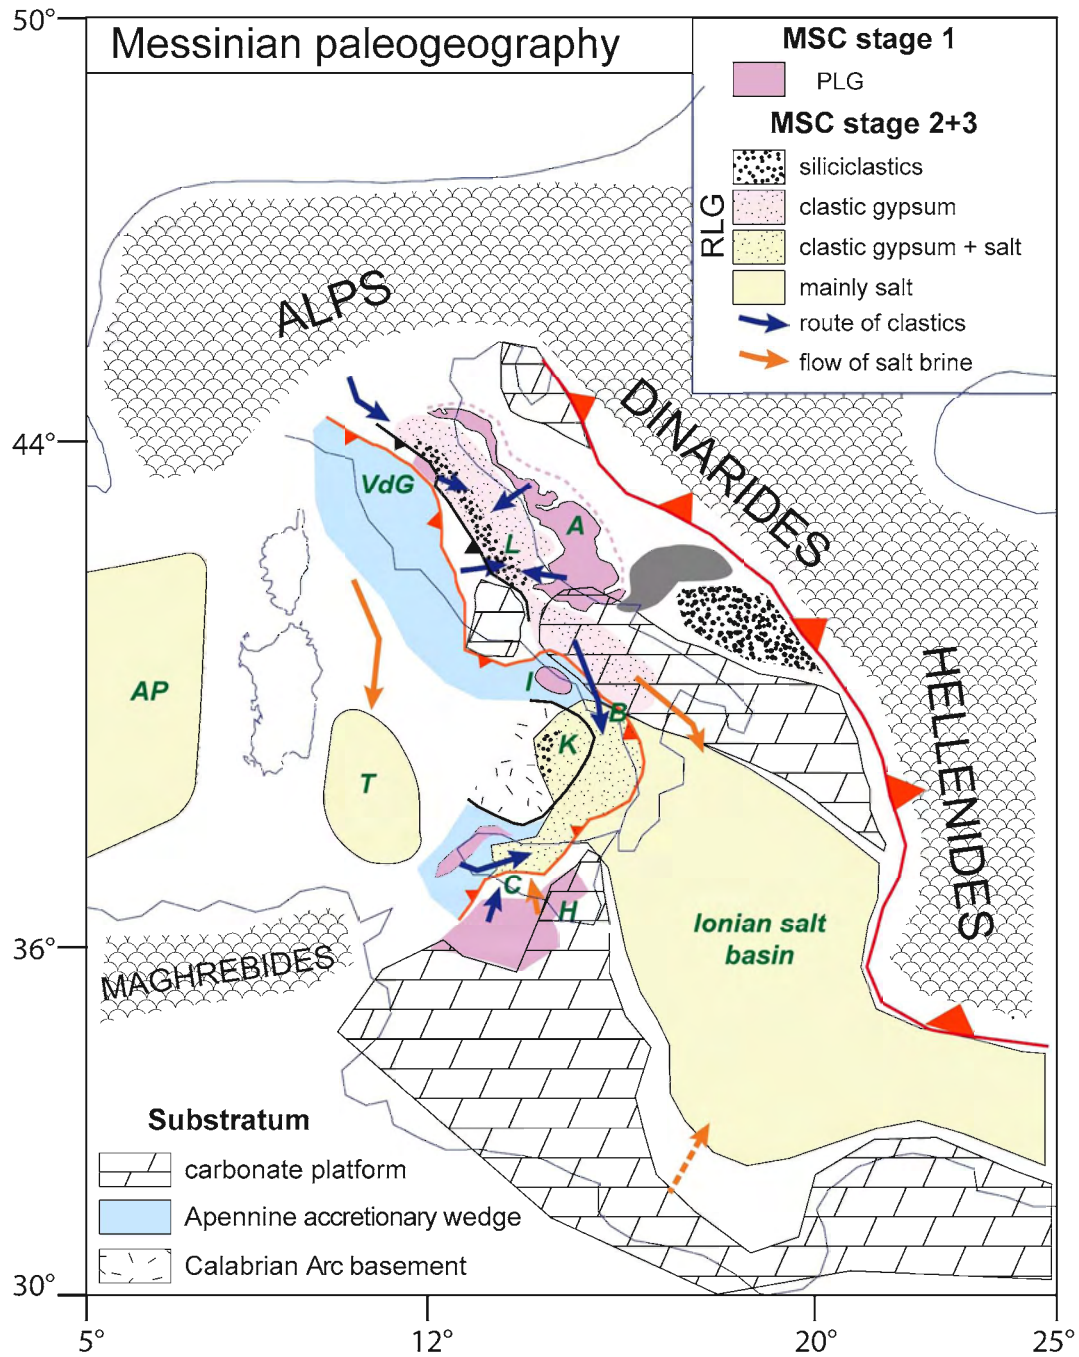 50°
Messinian paleogeography
MSC stage 1
PLG
MSC stage 2+3
RLG
siliciclastics
clastic gypsum
clastic gypsum + salt
mainly salt
route of clastics
flow of salt brine
ALPS
DINARIDES
44°
VdG
A
L
HELLENIDES
I
AP
B
K
T
C
H
Ionian salt
basin
36°
MAGHREBIDES
Substratum
carbonate platform
Apennine accretionary wedge
Calabrian Arc basement
30°
5°
12°
20°
25°